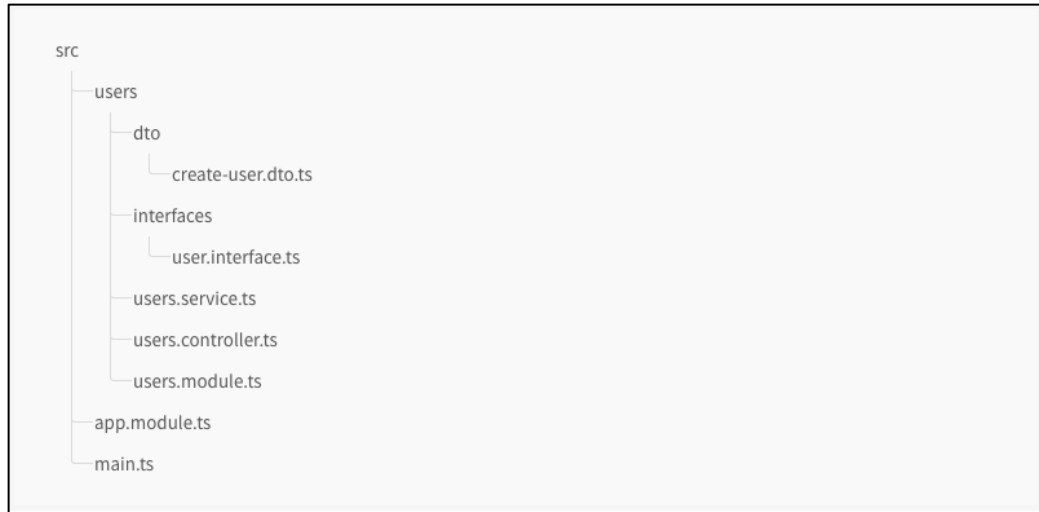 src
users
dto
create-user.dto.ts
interfaces
user.interface.ts
users.service.ts
users.controller.ts
users.module.ts
app.module.ts
main.ts